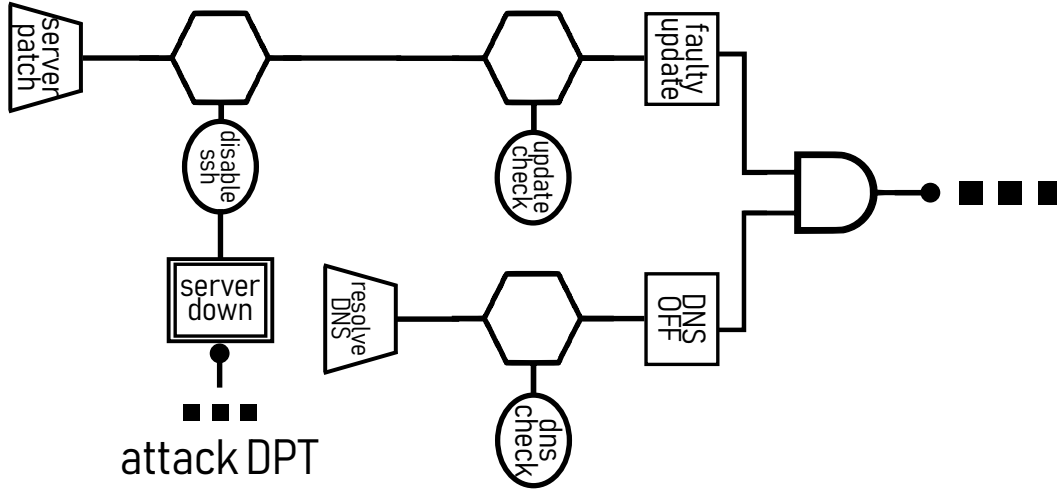 server
patch
disable
ssh
update
check
faulty
update
server
down
resolve
DNS
dns
check
DNS
OFF
attack DPT